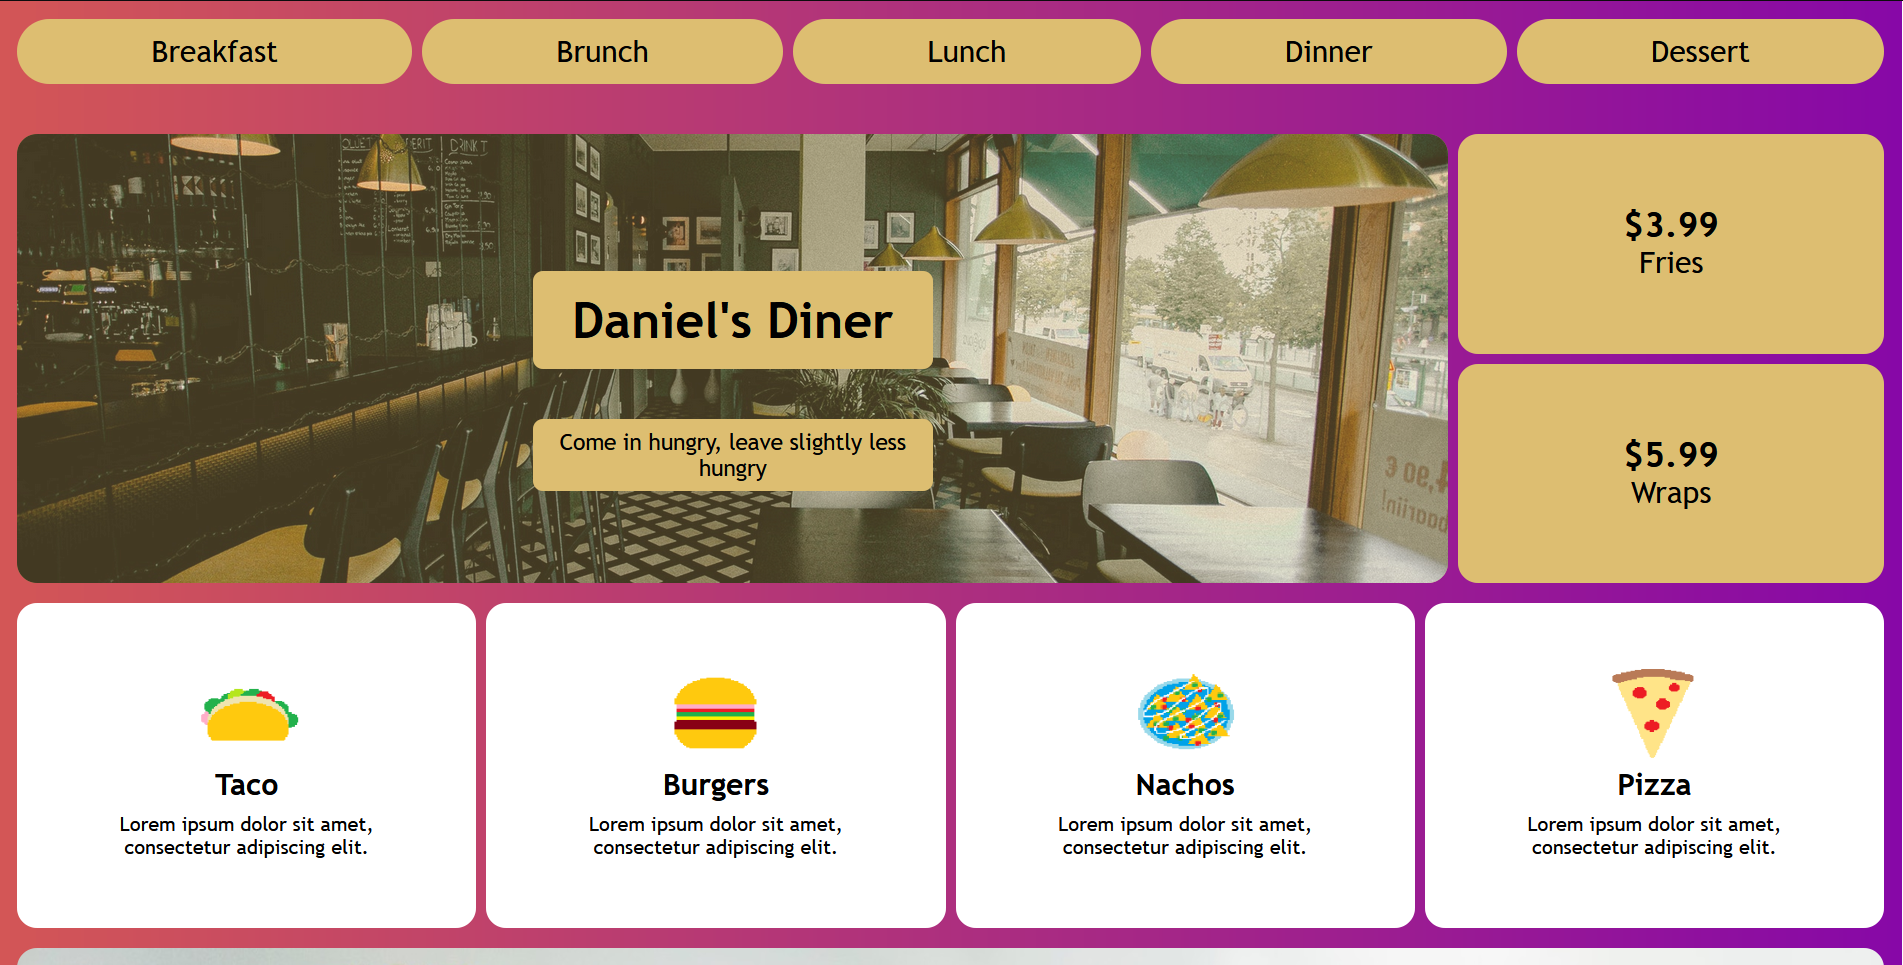 Breakfast
Brunch
Lunch
Dinner
Dessert
DRINKT
Daniel's Diner
Come in hungry, leave slightly less
hungry
$3.99
Fries
$5.99
Wraps
Taco
Lorem ipsum dolor sit amet,
consectetur adipiscing elit.
Burgers
Lorem ipsum dolor sit amet,
consectetur adipiscing elit.
Nachos
Lorem ipsum dolor sit amet,
consectetur adipiscing elit.
Pizza
Lorem ipsum dolor sit amet,
consectetur adipiscing elit.